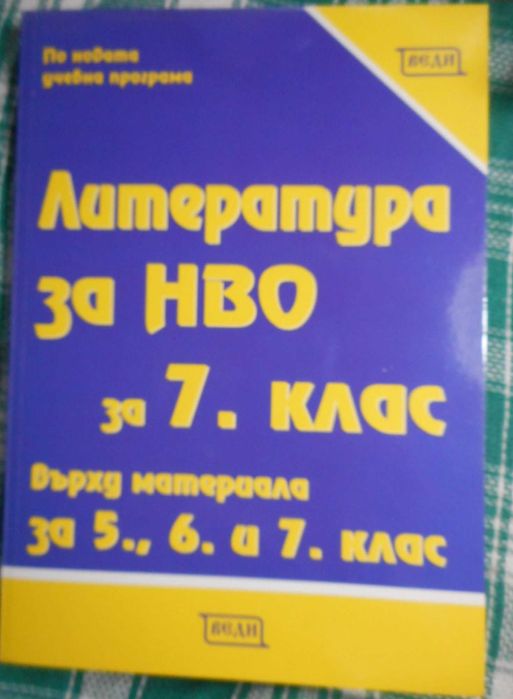 По новата
учебна програма
ВЕДИ
Литература
за НВО
за 7. клас
върху материала
за 5., 6. и 7. клас
ВЕДИ